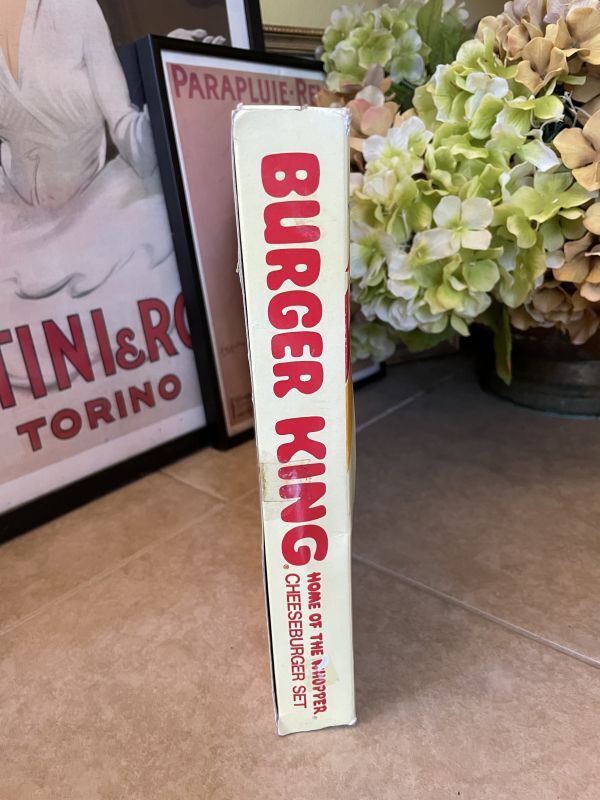 PARAPLUIE-RE
TINI&RO
TORINO
BURGER KING®
HOME OF THE WHOPPER®
CHEESEBURGER SET